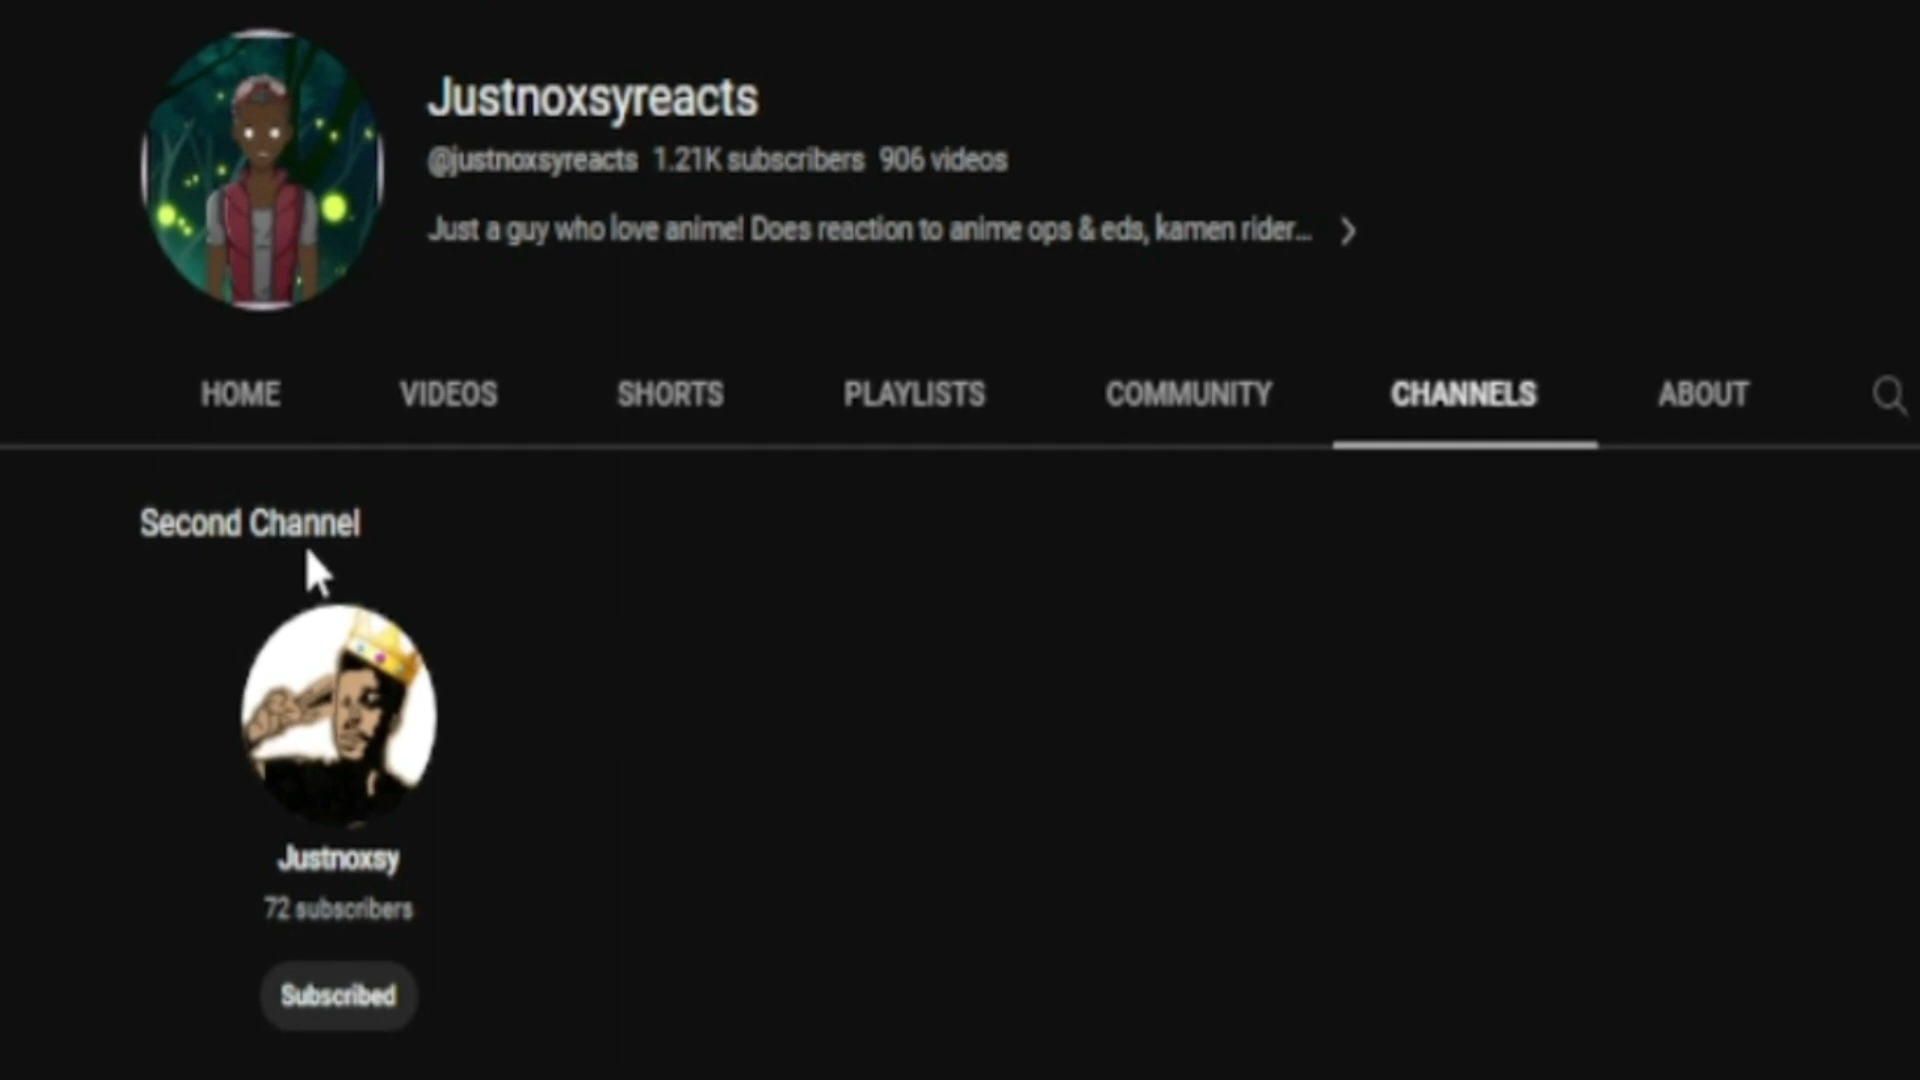 Justnoxsyreacts
@justnoxsyreacts 1.21K subscribers 906 videos
Just a guy who love anime! Does reaction to anime ops & eds, kamen rider...
HOME VIDEOS SHORTS PLAYLISTS COMMUNITY CHANNELS ABOUT
Second Channel
Justnoxsy
72 subscribers
Subscribed